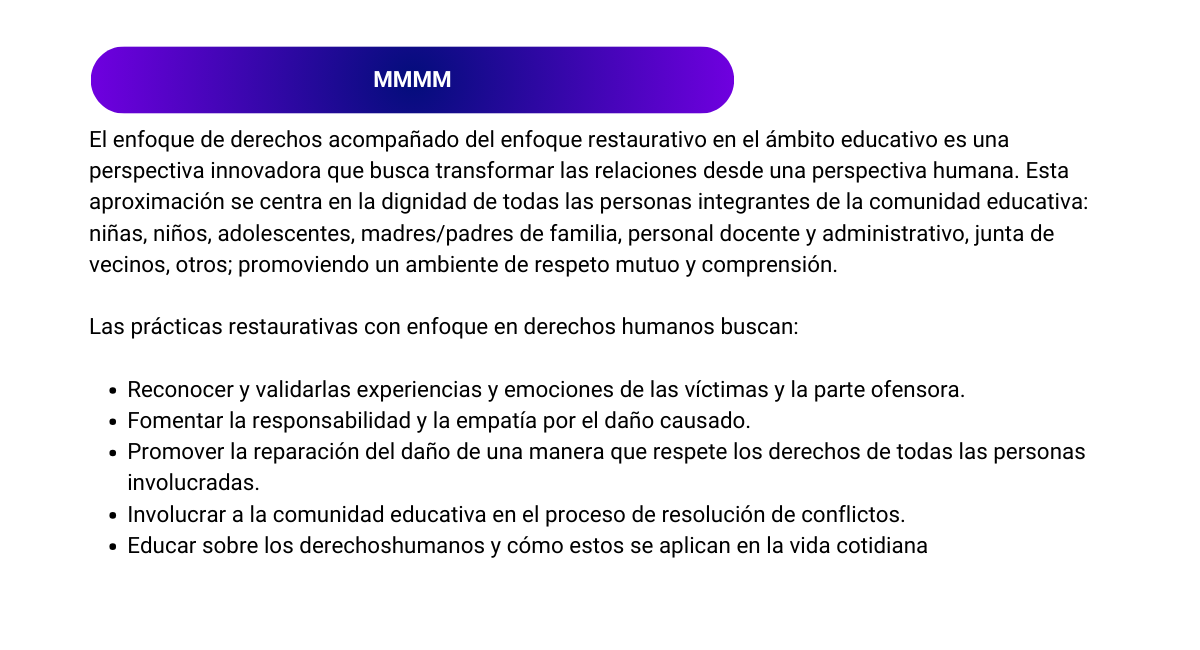 MMMM
El enfoque de derechos acompañado del enfoque restaurativo en el ámbito educativo es una
perspectiva innovadora que busca transformar las relaciones desde una perspectiva humana. Esta
aproximación se centra en la dignidad de todas las personas integrantes de la comunidad educativa:
niñas, niños, adolescentes, madres/padres de familia, personal docente y administrativo, junta de
vecinos, otros; promoviendo un ambiente de respeto mutuo y comprensión.
Las prácticas restaurativas con enfoque en derechos humanos buscan:
• Reconocer y validarlas experiencias y emociones de las víctimas y la parte ofensora.
• Fomentar la responsabilidad y la empatía por el daño causado.
• Promover la reparación del daño de una manera que respete los derechos de todas las personas
involucradas.
• Involucrar a la comunidad educativa en el proceso de resolución de conflictos.
• Educar sobre los derechoshumanos y cómo estos se aplican en la vida cotidiana